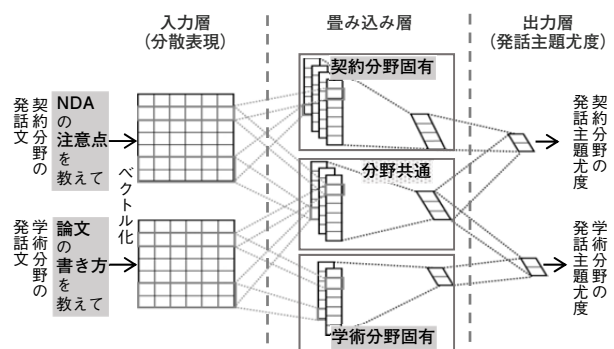 入力層
(分散表現)
畳み込み層
出力層
(発話主題尤度)
契約分野の
発話文
NDA
の
注意点
を
教えて
ベクトル化
学術分野の
発話文
論文
の
書き方
を
教えて
契約分野固有
分野共通
学術分野固有
契約分野の
発話主題尤度
学術分野の
発話主題尤度